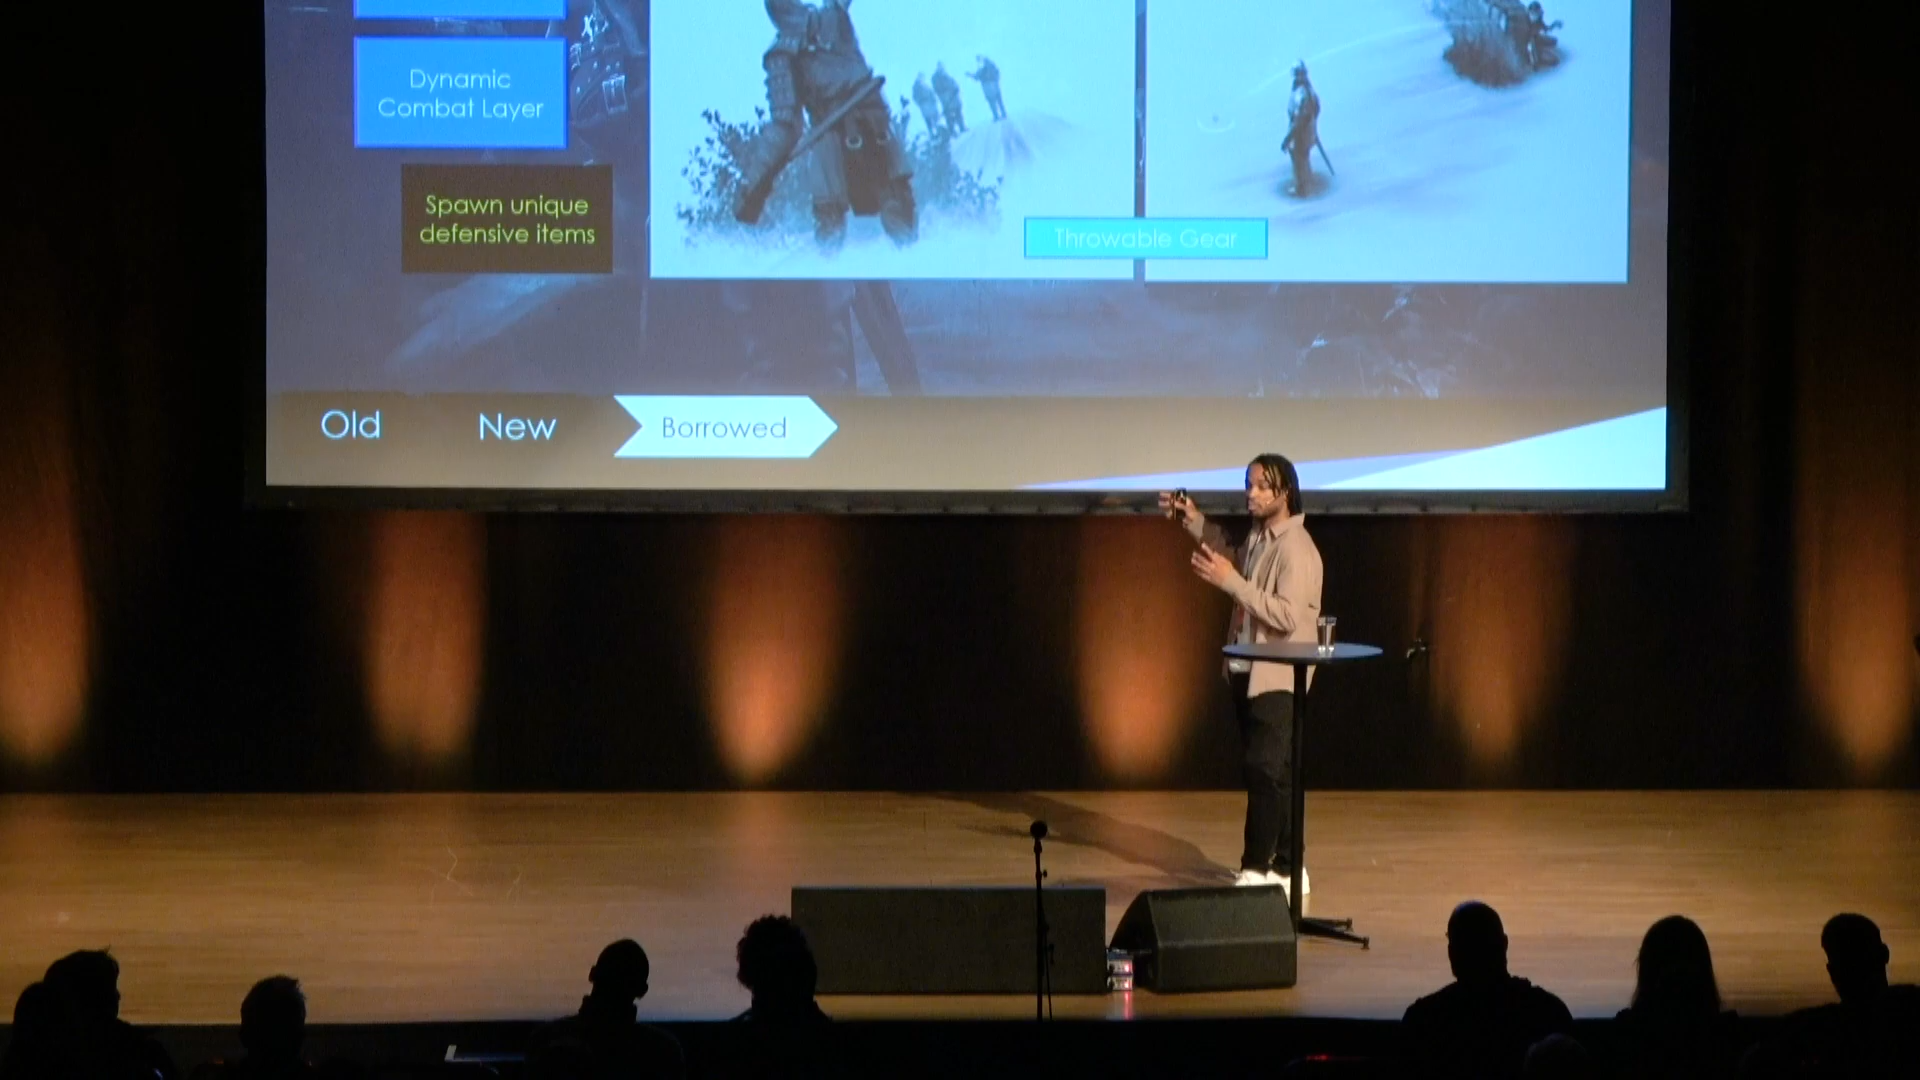 Dynamic
Combat Layer
Spawn unique
defensive items
Throwable Gear
Old
New
Borrowed